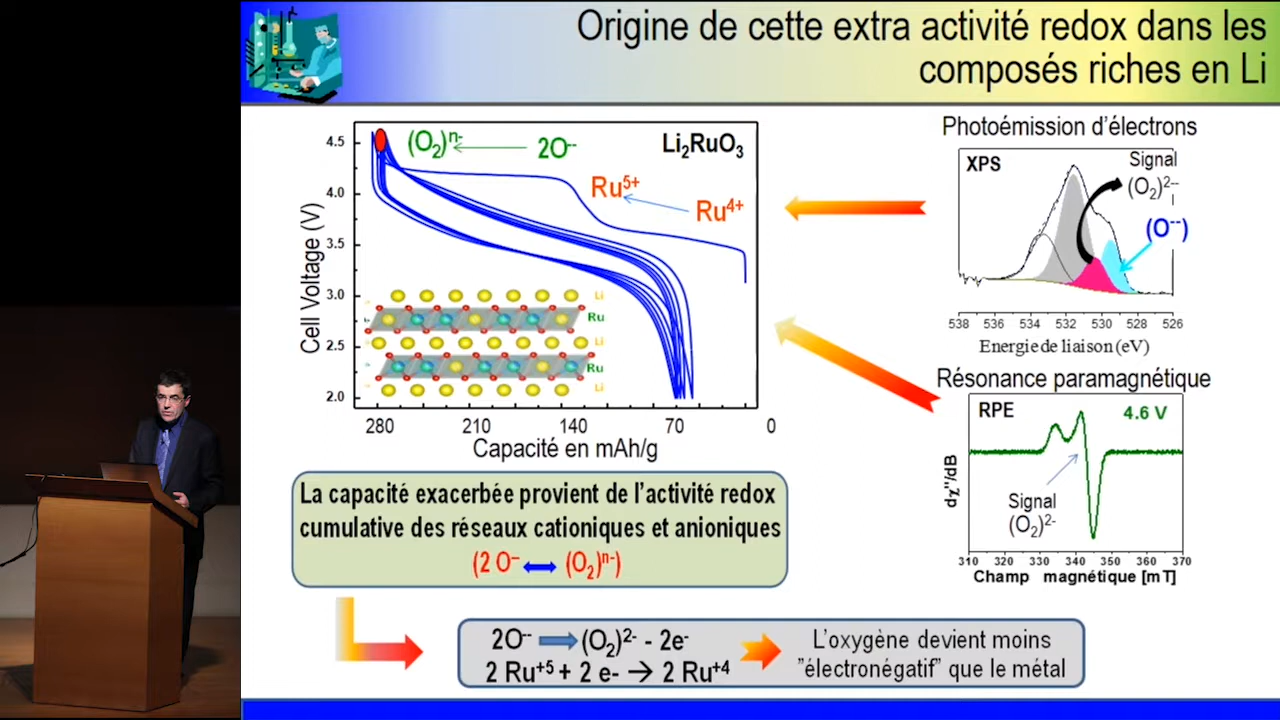 Origine de cette extra activité redox dans les
composés riches en Li
4.5
4.0
3.5
3.0
2.5
2.0
Cell Voltage (V)
(O₂)ⁿ⁻
2O⁻⁻
Li₂RuO₃
Ru⁵⁺
Ru⁴⁺
Li
Ru
Li
Ru
Li
280 210 140 70 0
Capacité en mAh/g
Photoémission d'électrons
XPS
Signal
(O₂)²⁻⁻
(O⁻⁻)
538 536 534 532 530 528 526
Energie de liaison (eV)
Résonance paramagnétique
RPE
4.6 V
dχ"/dB
Signal
(O₂)²⁻
310 320 330 340 350 360 370
Champ magnétique [mT]
La capacité exacerbée provient de l'activité redox
cumulative des réseaux cationiques et anioniques
(2 O⁻⁻ ↔ (O₂)ⁿ⁻)
2O⁻⁻ ➡ (O₂)²⁻ - 2e⁻
2 Ru⁺⁵ + 2 e- → 2 Ru⁺⁴
L'oxygène devient moins
"électronégatif" que le métal